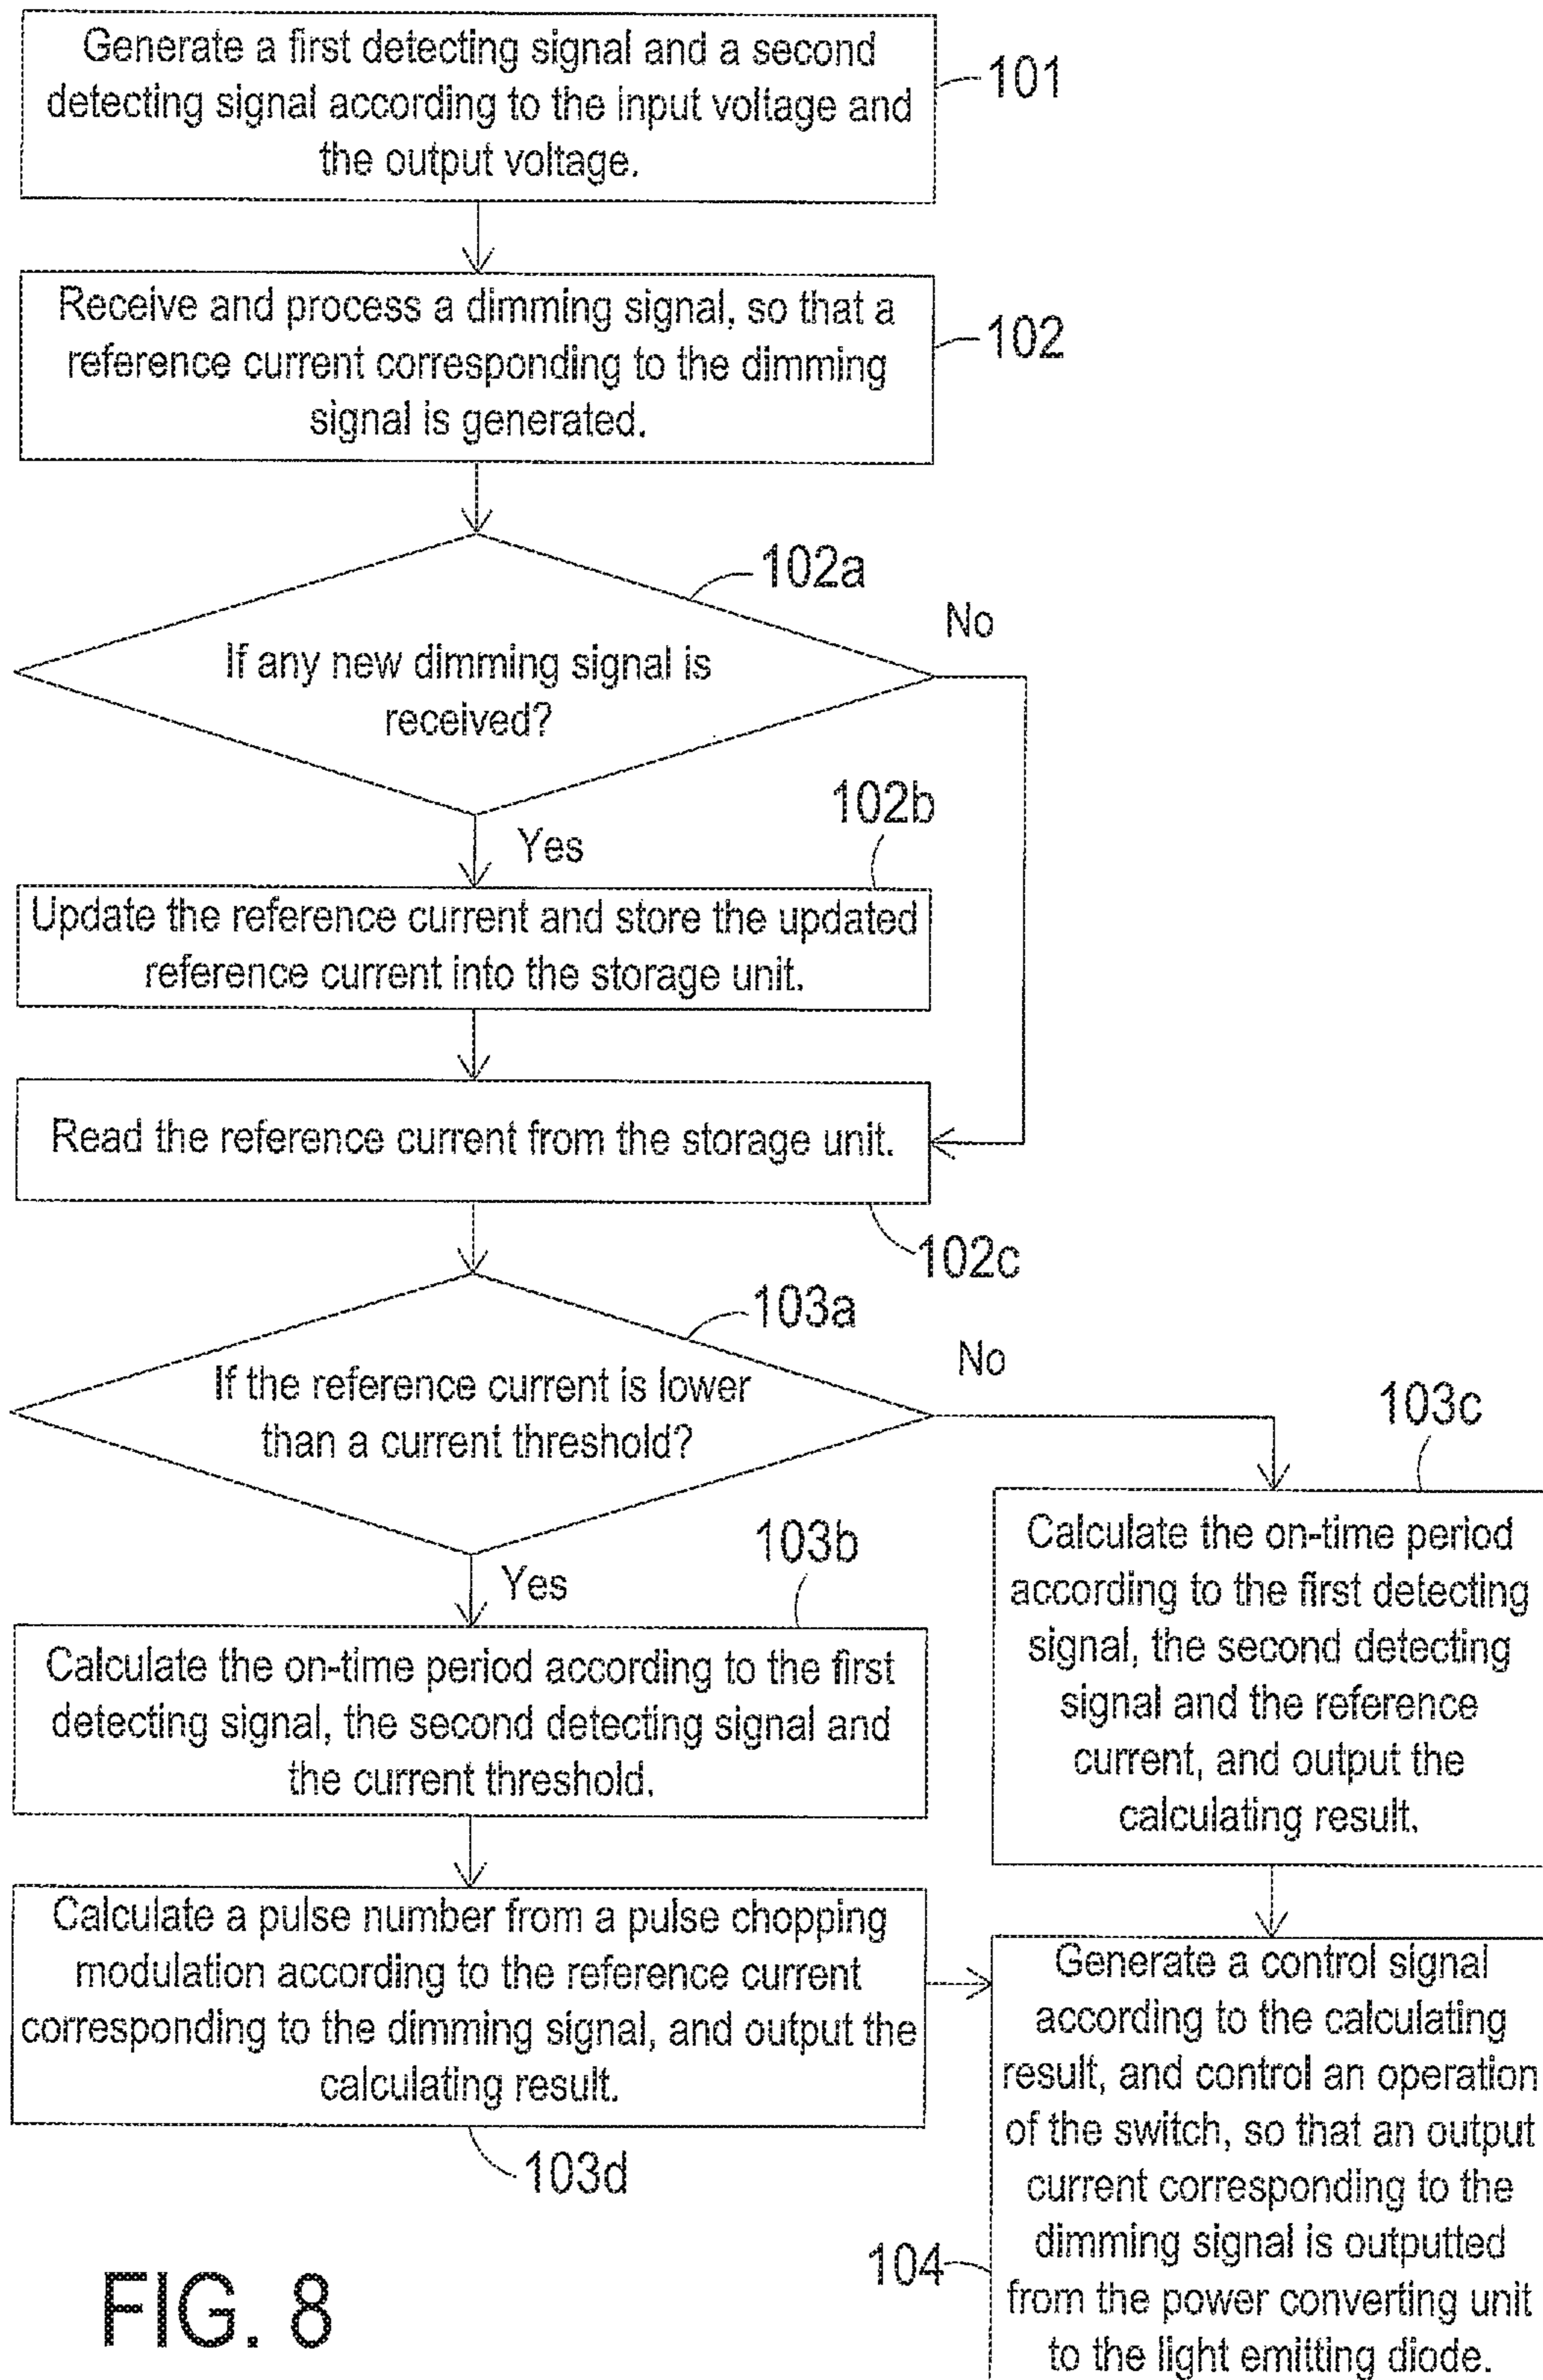 Generate a first detecting signal and a second
detecting signal according to the input voltage and
the output voltage.
101
Receive and process a dimming signal, so that a
reference current corresponding to the dimming
signal is generated.
102
102a
If any new dimming signal is
received?
No
Yes
102b
Update the reference current and store the updated
reference current into the storage unit.
Read the reference current from the storage unit.
102c
103a
If the reference current is lower
than a current threshold?
No
Yes
103b
Calculate the on-time period according to the first
detecting signal, the second detecting signal and
the current threshold.
103c
Calculate the on-time period
according to the first detecting
signal, the second detecting
signal and the reference
current, and output the
calculating result.
Calculate a pulse number from a pulse chopping
modulation according to the reference current
corresponding to the dimming signal, and output the
calculating result.
103d
Generate a control signal
according to the calculating
result, and control an operation
of the switch, so that an output
current corresponding to the
dimming signal is outputted
from the power converting unit
to the light emitting diode.
104
FIG. 8